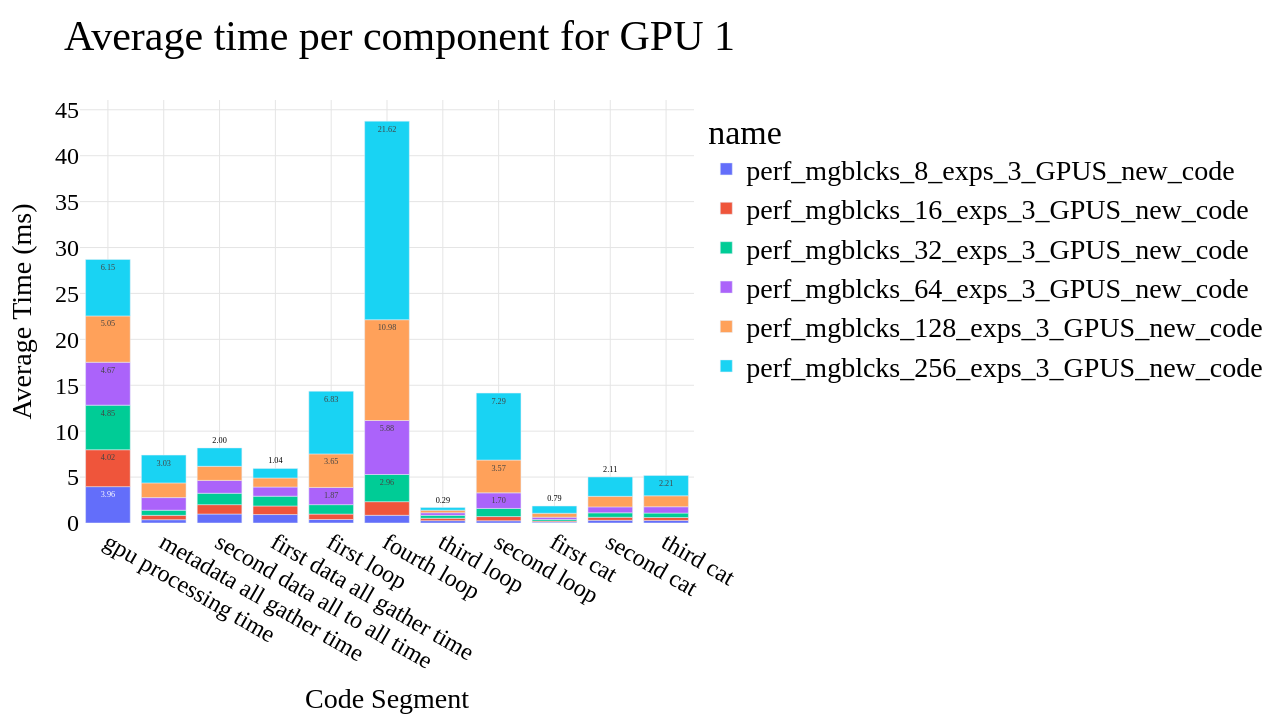 Average time per component for GPU 1
45
40
35
30
25
20
15
10
5
0
Average Time (ms)
6.15
5.05
4.67
4.85
4.02
3.96
3.03
2.00
1.04
6.83
3.65
1.87
21.62
10.98
5.88
2.96
0.29
7.29
3.57
1.70
0.79
2.11
2.21
gpu processing time
metadata all gather time
second data all to all time
first data all gather time
first loop
fourth loop
third loop
second loop
first cat
second cat
third cat
Code Segment
name
perf_mgblcks_8_exps_3_GPUS_new_code
perf_mgblcks_16_exps_3_GPUS_new_code
perf_mgblcks_32_exps_3_GPUS_new_code
perf_mgblcks_64_exps_3_GPUS_new_code
perf_mgblcks_128_exps_3_GPUS_new_code
perf_mgblcks_256_exps_3_GPUS_new_code